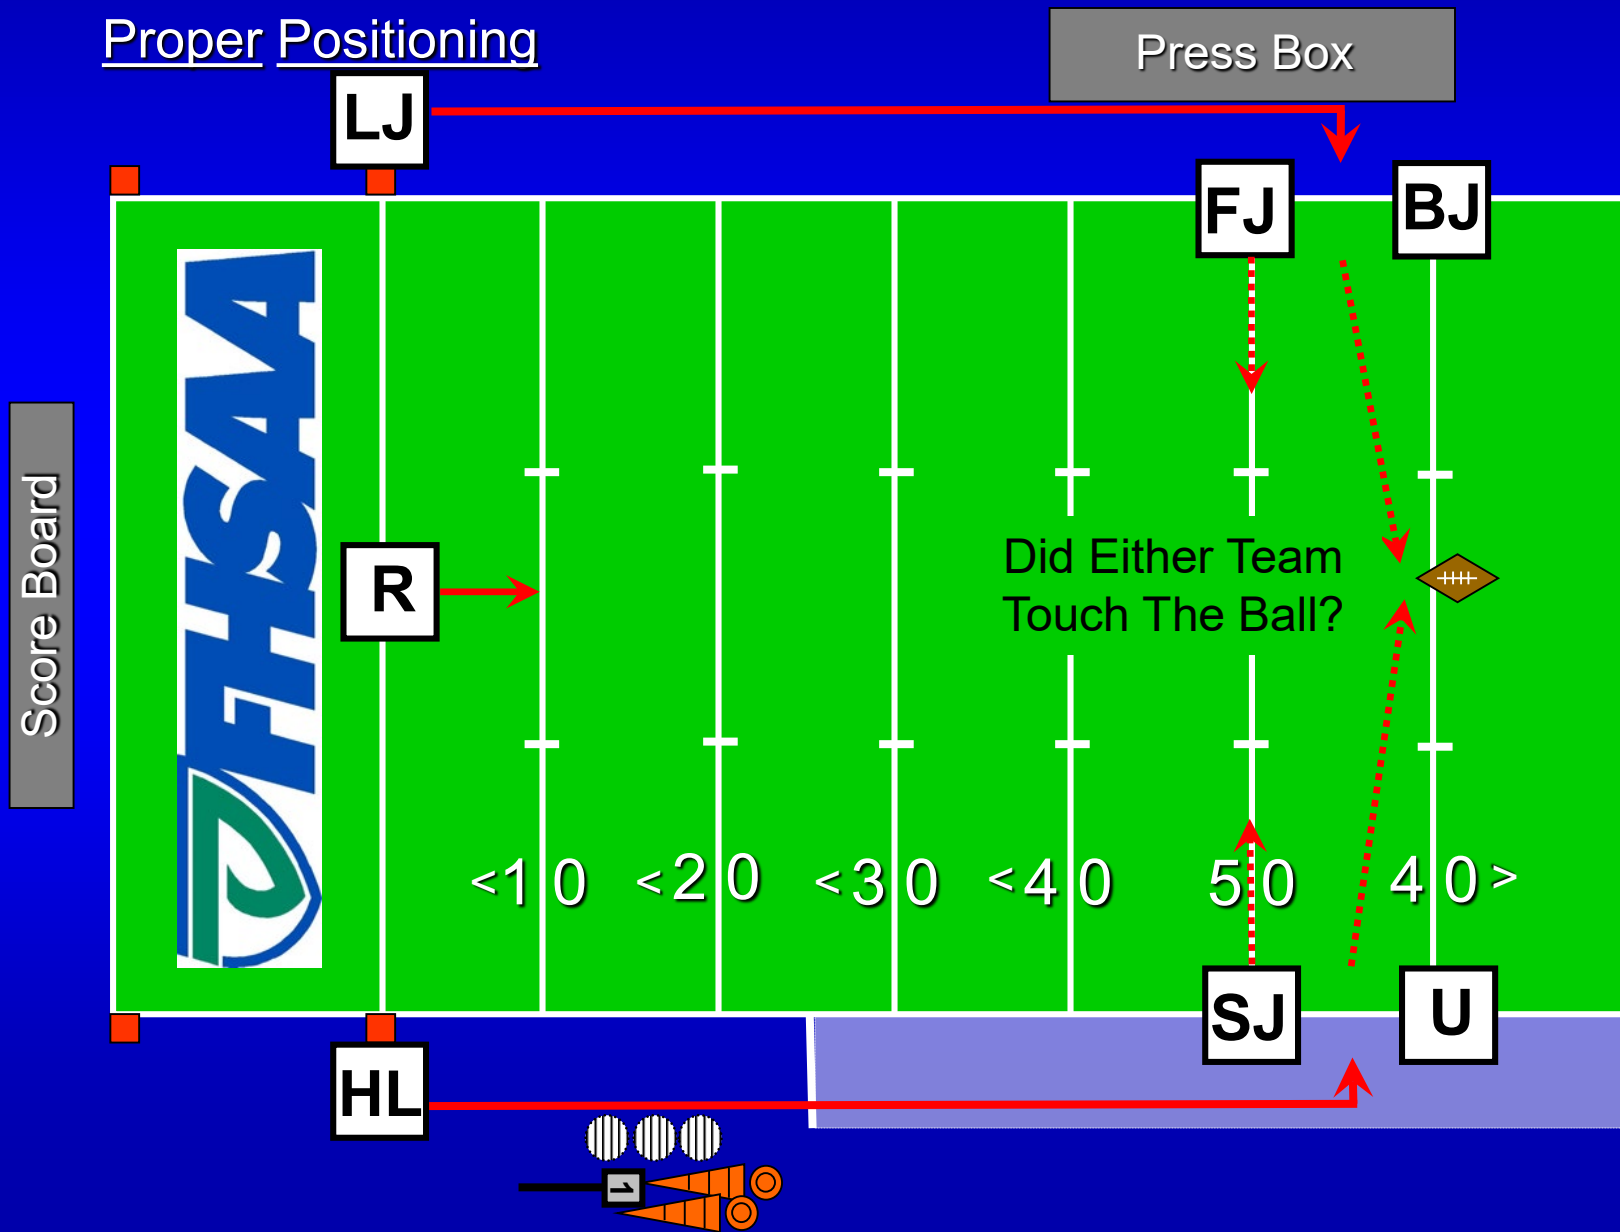 Proper Positioning
Press Box
LJ
FJ
BJ
FHSAA
Score Board
R
Did Either Team
Touch The Ball?
<10 <20 <30 <40 50 40>
SJ
U
HL
1